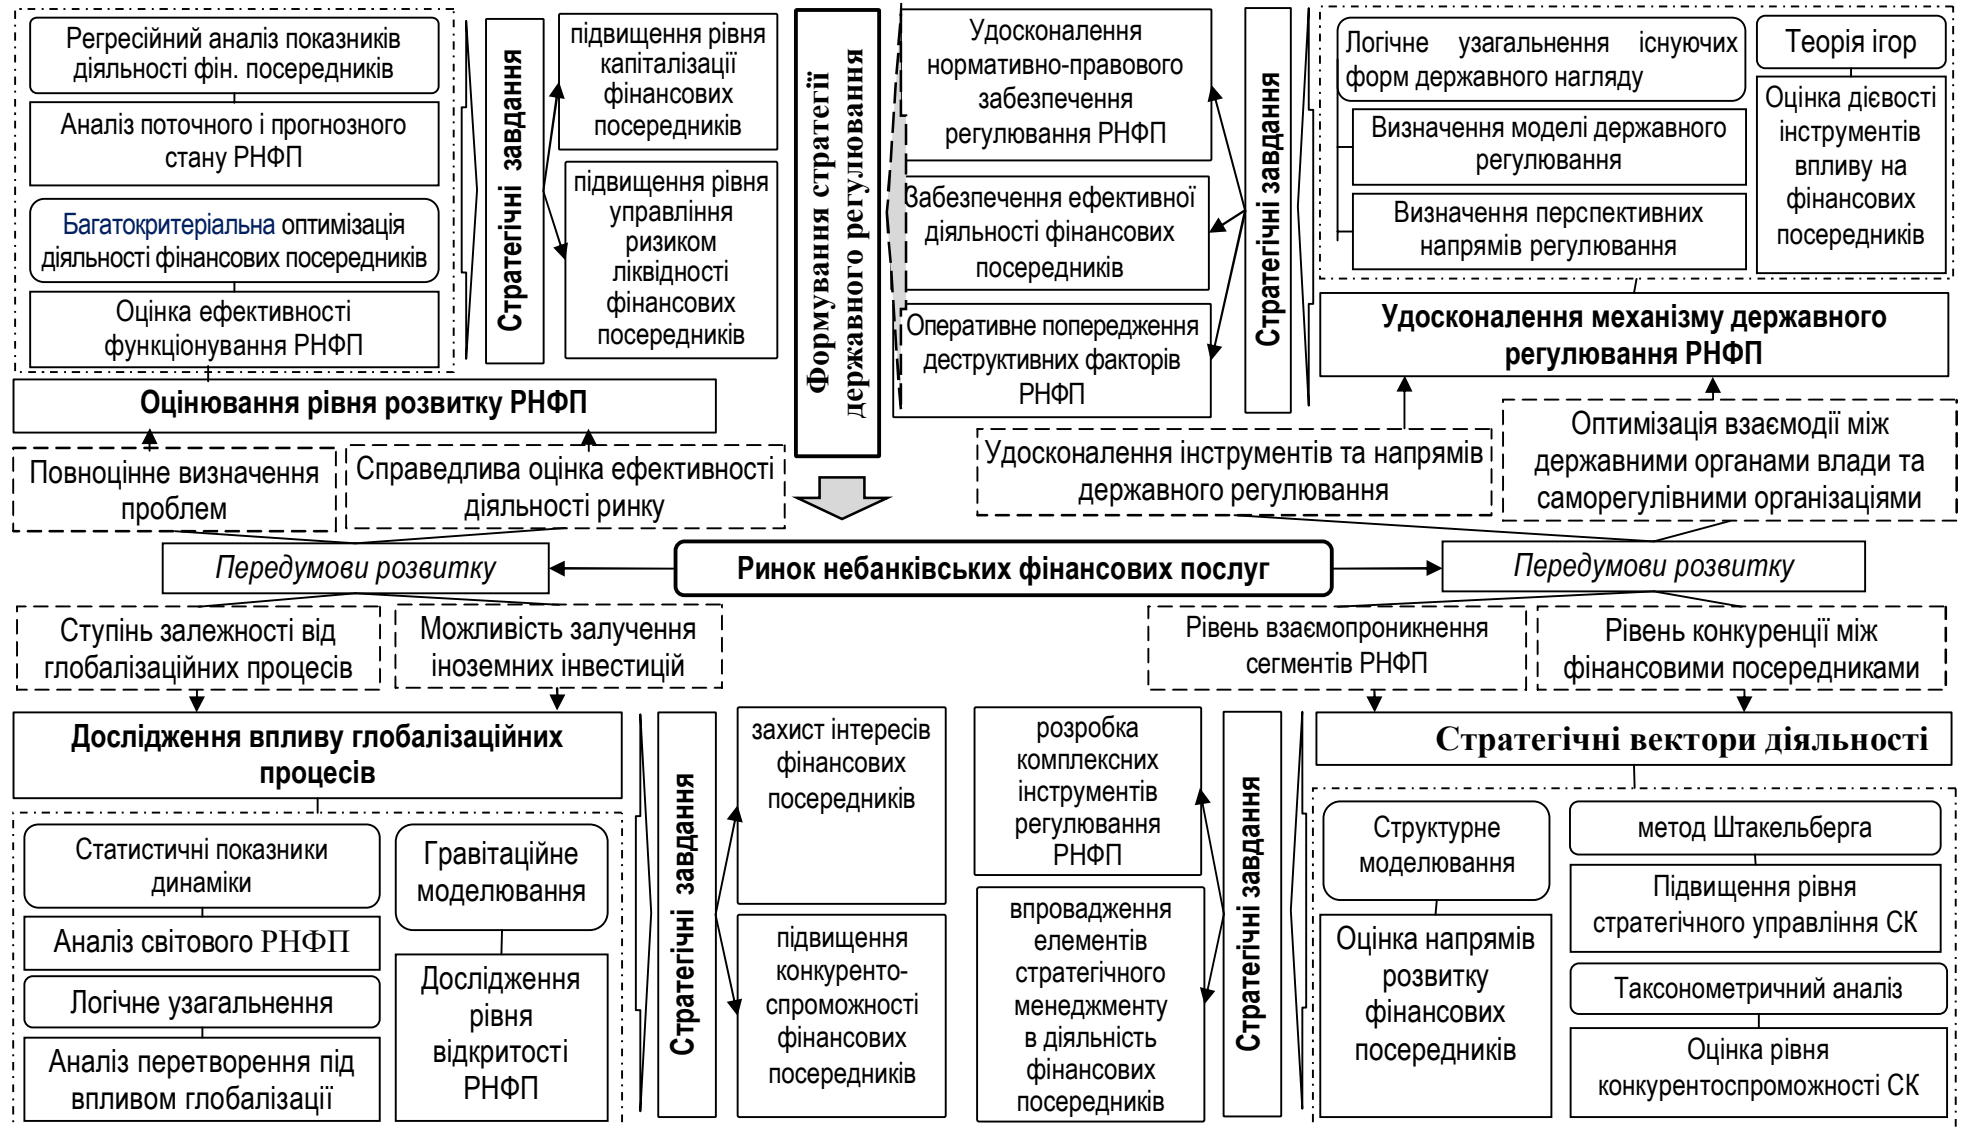 Регресійний аналіз показників
діяльності фін. посередників
Аналіз поточного і прогнозного
стану РНФП
Багатокритеріальна оптимізація
діяльності фінансових посередників
Оцінка ефективності
функціонування РНФП
Стратегічні завдання
підвищення рівня
капіталізації
фінансових
посередників
підвищення рівня
управління
ризиком
ліквідності
фінансових
посередників
Оцінювання рівня розвитку РНФП
Повноцінне визначення
проблем
Справедлива оцінка ефективності
діяльності ринку
Формування стратегії
державного регулювання
Удосконалення
нормативно-правового
забезпечення
регулювання РНФП
Забезпечення ефективної
діяльності фінансових
посередників
Оперативне попередження
деструктивних факторів
РНФП
Стратегічні завдання
Логічне узагальнення існуючих
форм державного нагляду
Визначення моделі державного
регулювання
Визначення перспективних
напрямів регулювання
Теорія ігор
Оцінка дієвості
інструментів
впливу на
фінансових
посередників
Удосконалення механізму державного
регулювання РНФП
Удосконалення інструментів та напрямів
державного регулювання
Оптимізація взаємодії між
державними органами влади та
саморегулівними організаціями
Передумови розвитку
Ринок небанківських фінансових послуг
Передумови розвитку
Ступінь залежності від
глобалізаційних процесів
Можливість залучення
іноземних інвестицій
Рівень взаємопроникнення
сегментів РНФП
Рівень конкуренції між
фінансовими посередниками
Дослідження впливу глобалізаційних
процесів
Статистичні показники
динаміки
Аналіз світового РНФП
Логічне узагальнення
Аналіз перетворення під
впливом глобалізації
Гравітаційне
моделювання
Дослідження
рівня
відкритості
РНФП
Стратегічні завдання
захист інтересів
фінансових
посередників
підвищення
конкуренто-
спроможності
фінансових
посередників
розробка
комплексних
інструментів
регулювання
РНФП
впровадження
елементів
стратегічного
менеджменту
в діяльність
фінансових
посередників
Стратегічні завдання
Стратегічні вектори діяльності
Структурне
моделювання
Оцінка напрямів
розвитку
фінансових
посередників
метод Штакельберга
Підвищення рівня
стратегічного управління СК
Таксонометричний аналіз
Оцінка рівня
конкурентоспроможності СК